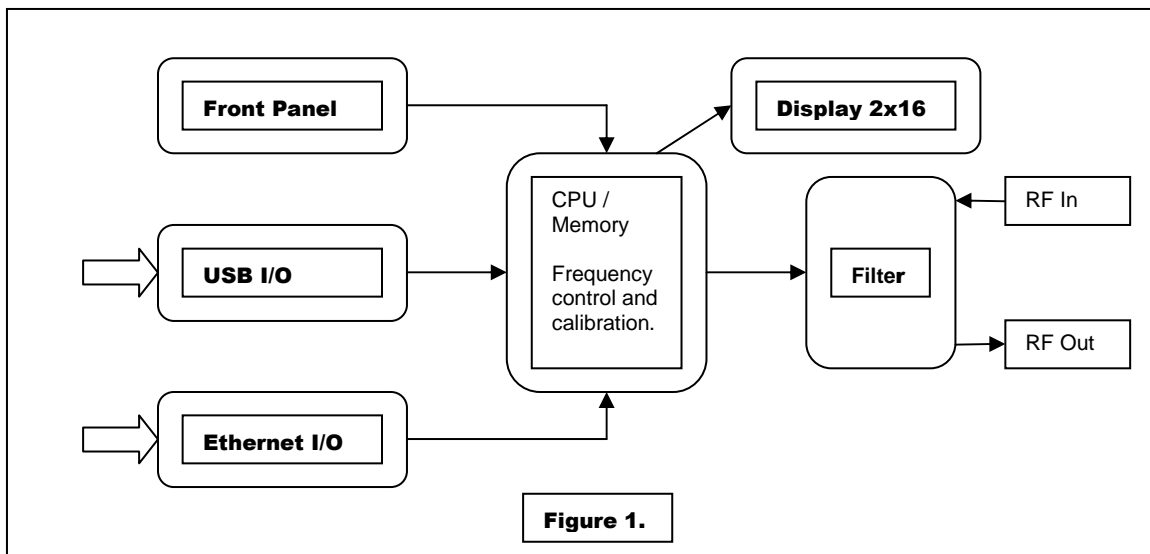 Front Panel
Display 2x16
CPU /
Memory
Frequency
control and
calibration.
RF In
USB I/O
Filter
RF Out
Ethernet I/O
Figure 1.